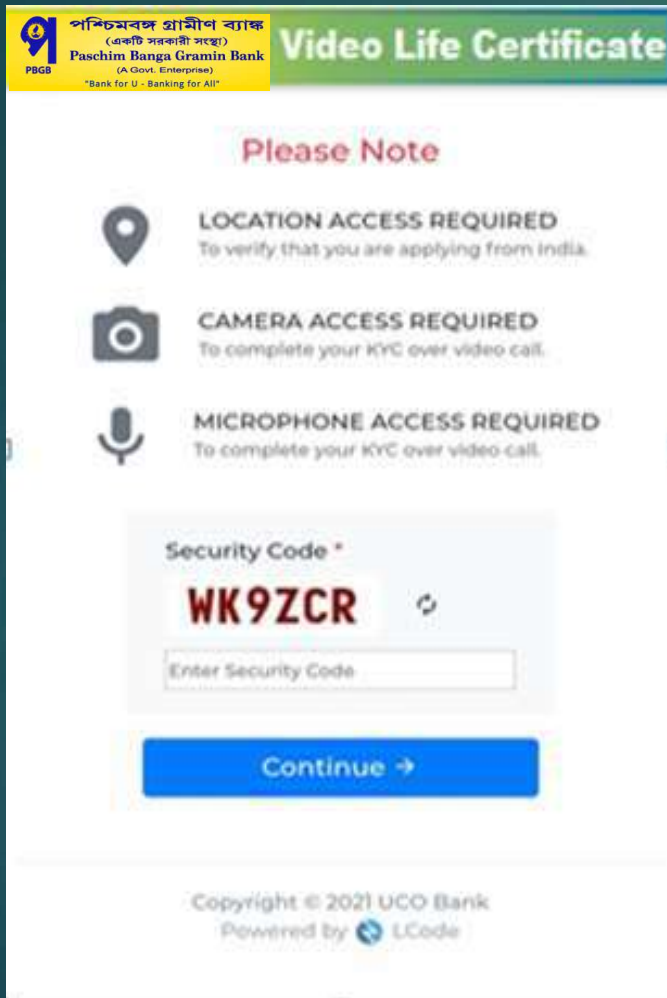 পশ্চিমবঙ্গ গ্রামীণ ব্যাঙ্ক
(একটি সরকারী সংস্থা)
Paschim Banga Gramin Bank
(A Govt. Enterprise)
"Bank for U - Banking for All"
PBGB
Video Life Certificate
Please Note
LOCATION ACCESS REQUIRED
To verify that you are applying from India.
CAMERA ACCESS REQUIRED
To complete your KYC over video call.
MICROPHONE ACCESS REQUIRED
To complete your KYC over video call.
Security Code *
WK9ZCR
Enter Security Code
Continue →
Copyright © 2021 UCO Bank
Powered by LCode